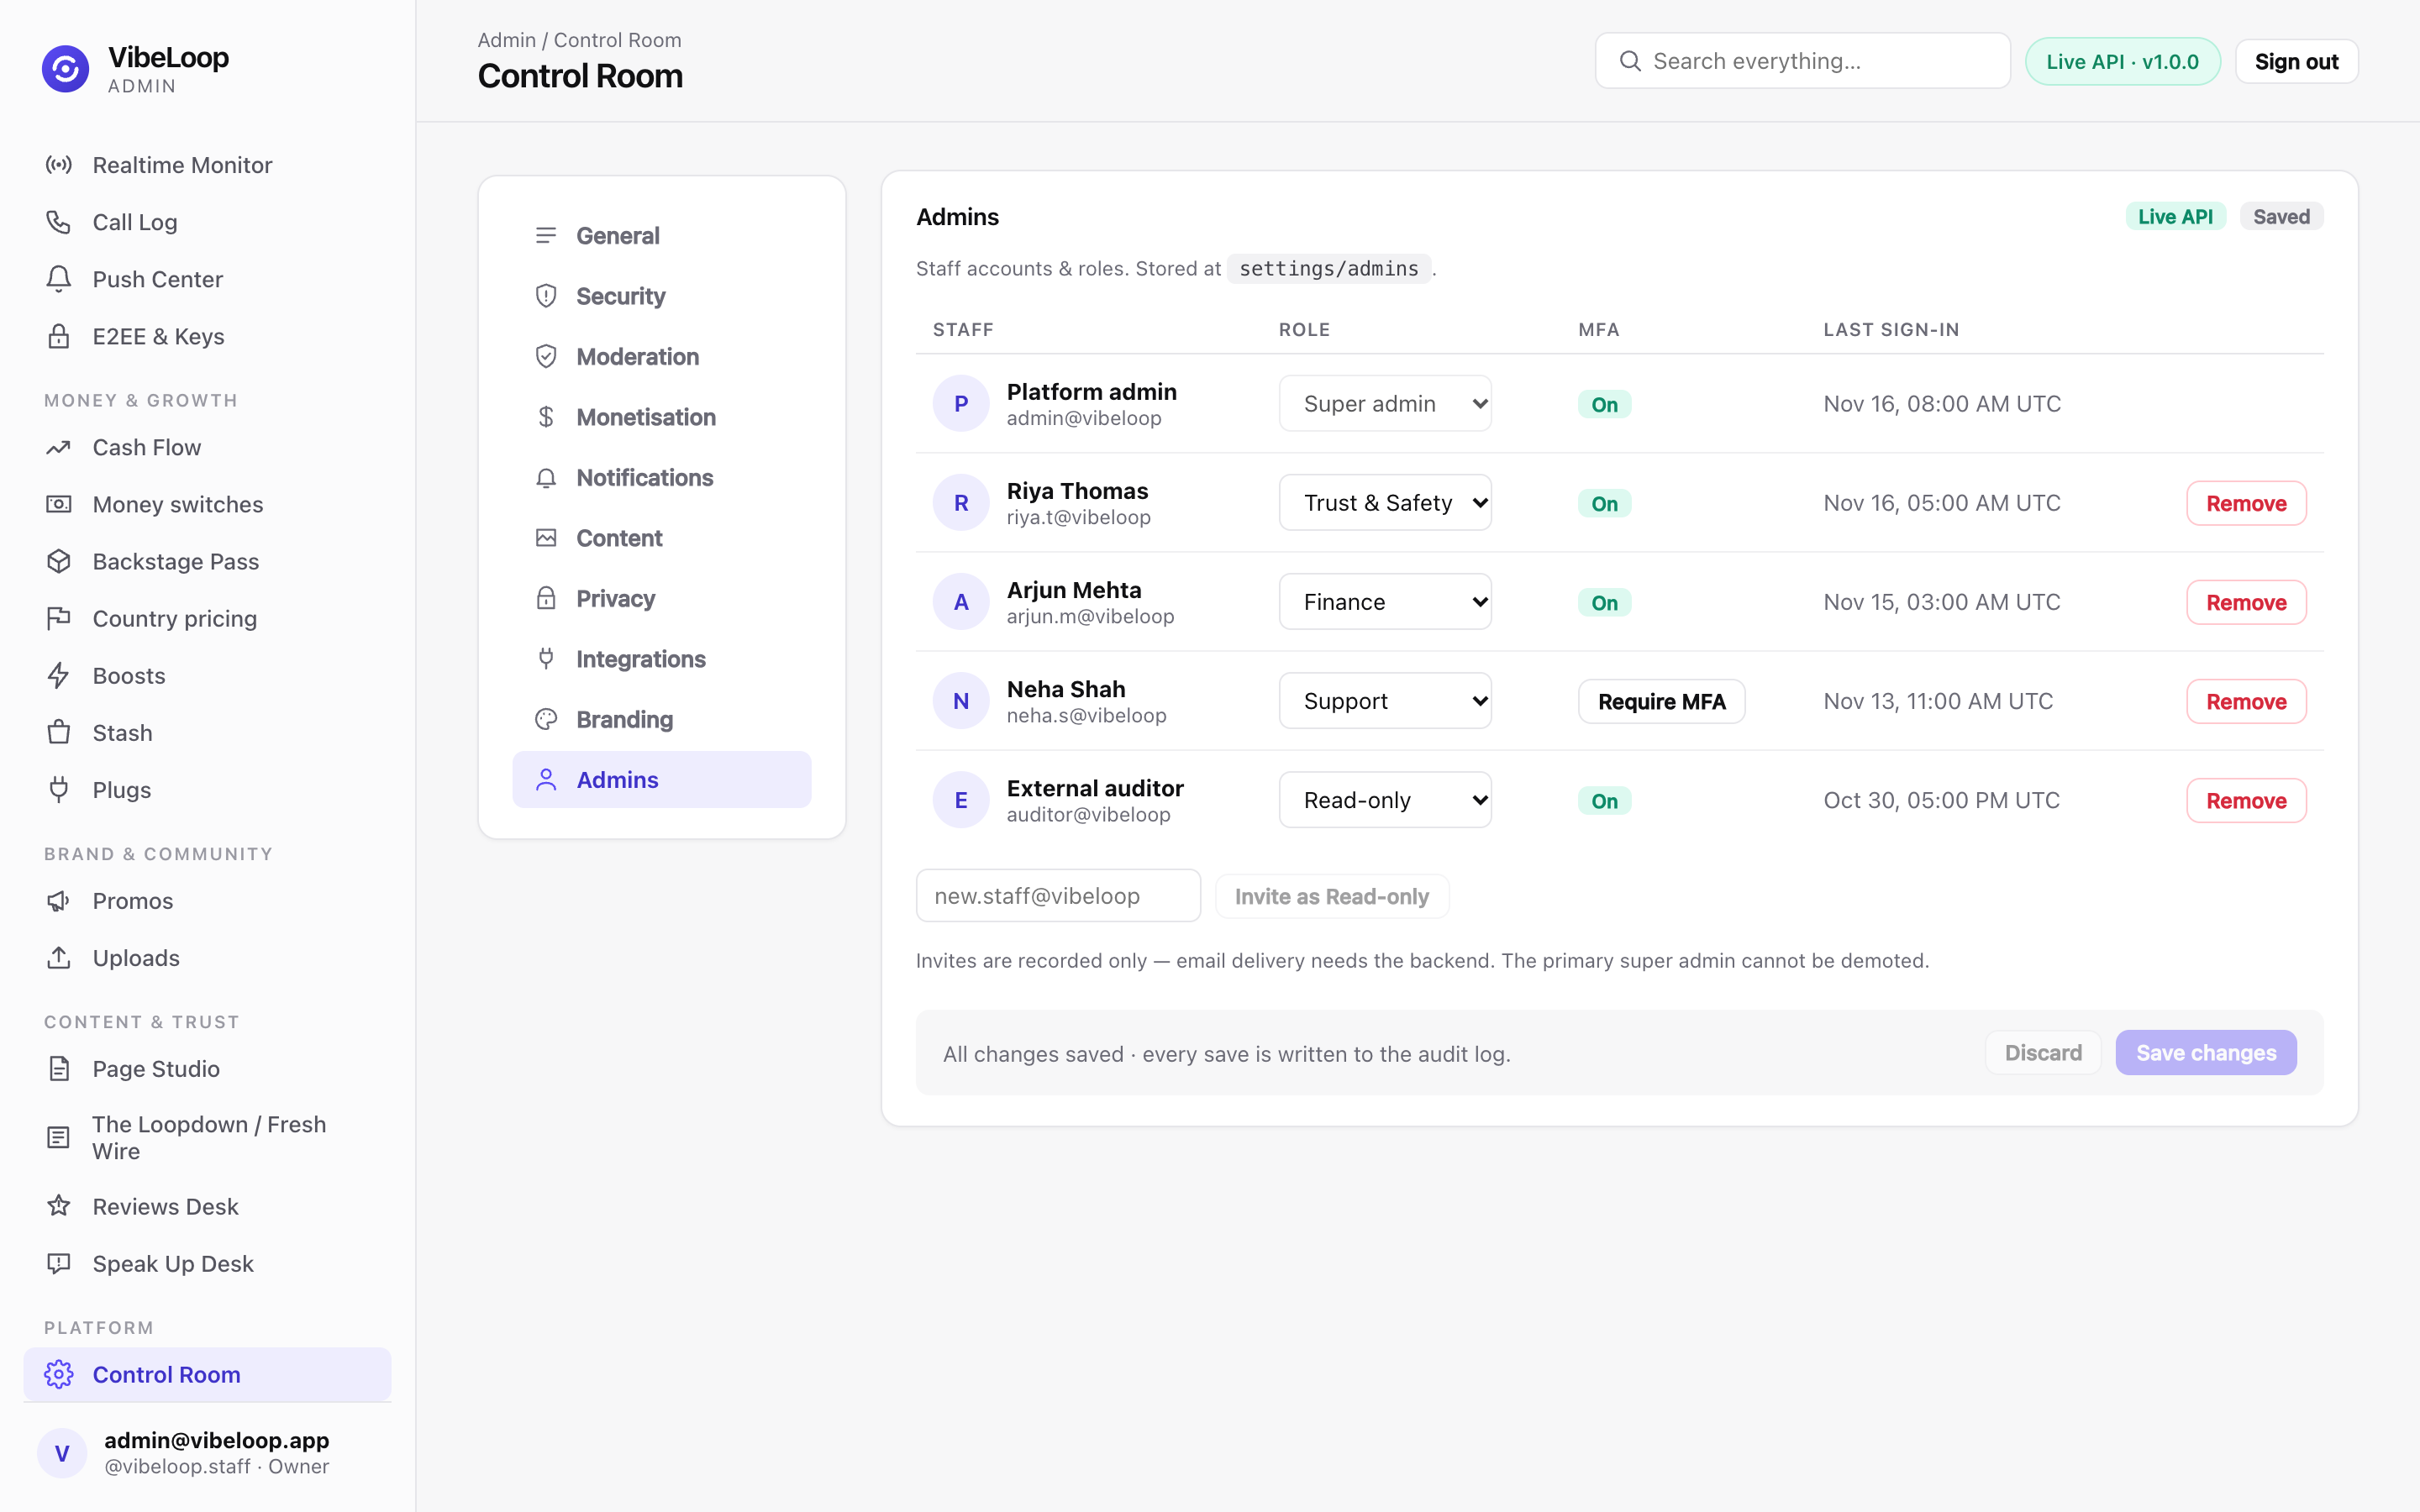 VibeLoop
ADMIN
Realtime Monitor
Call Log
Push Center
E2EE & Keys
MONEY & GROWTH
Cash Flow
Money switches
Backstage Pass
Country pricing
Boosts
Stash
Plugs
BRAND & COMMUNITY
Promos
Uploads
CONTENT & TRUST
Page Studio
The Loopdown / Fresh
Wire
Reviews Desk
Speak Up Desk
PLATFORM
Control Room
V
admin@vibeloop.app
@vibeloop.staff · Owner
Admin / Control Room
Control Room
Search everything...
Live API · v1.0.0
Sign out
General
Security
Moderation
Monetisation
Notifications
Content
Privacy
Integrations
Branding
Admins
Admins
Live API
Saved
Staff accounts & roles. Stored at settings/admins.
STAFF ROLE MFA LAST SIGN-IN
P
Platform admin
admin@vibeloop
Super admin
On
Nov 16, 08:00 AM UTC
R
Riya Thomas
riya.t@vibeloop
Trust & Safety
On
Nov 16, 05:00 AM UTC
Remove
A
Arjun Mehta
arjun.m@vibeloop
Finance
On
Nov 15, 03:00 AM UTC
Remove
N
Neha Shah
neha.s@vibeloop
Support
Require MFA
Nov 13, 11:00 AM UTC
Remove
E
External auditor
auditor@vibeloop
Read-only
On
Oct 30, 05:00 PM UTC
Remove
new.staff@vibeloop
Invite as Read-only
Invites are recorded only — email delivery needs the backend. The primary super admin cannot be demoted.
All changes saved · every save is written to the audit log.
Discard
Save changes